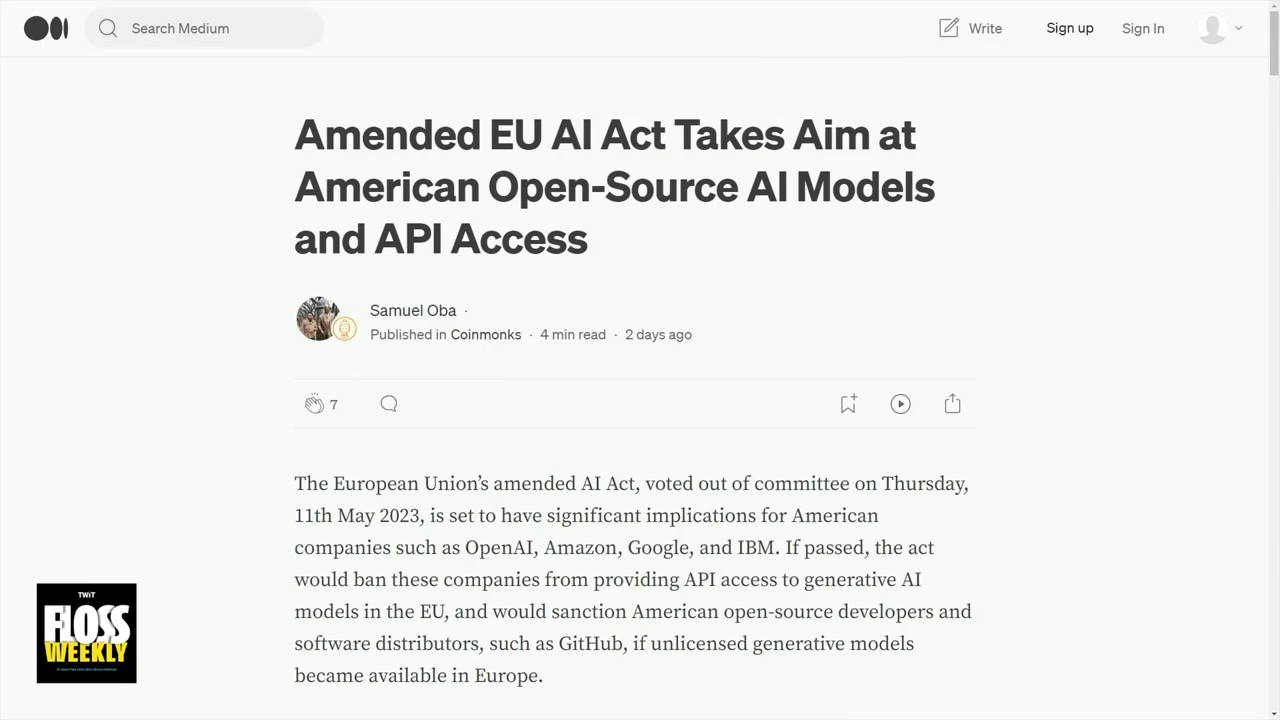 Search Medium
Write
Sign up
Sign In
Amended EU AI Act Takes Aim at
American Open-Source AI Models
and API Access
Samuel Oba ·
Published in Coinmonks · 4 min read · 2 days ago
7
The European Union’s amended AI Act, voted out of committee on Thursday,
11th May 2023, is set to have significant implications for American
companies such as OpenAI, Amazon, Google, and IBM. If passed, the act
would ban these companies from providing API access to generative AI
models in the EU, and would sanction American open-source developers and
software distributors, such as GitHub, if unlicensed generative models
became available in Europe.
TWiT
FLOSS
WEEKLY